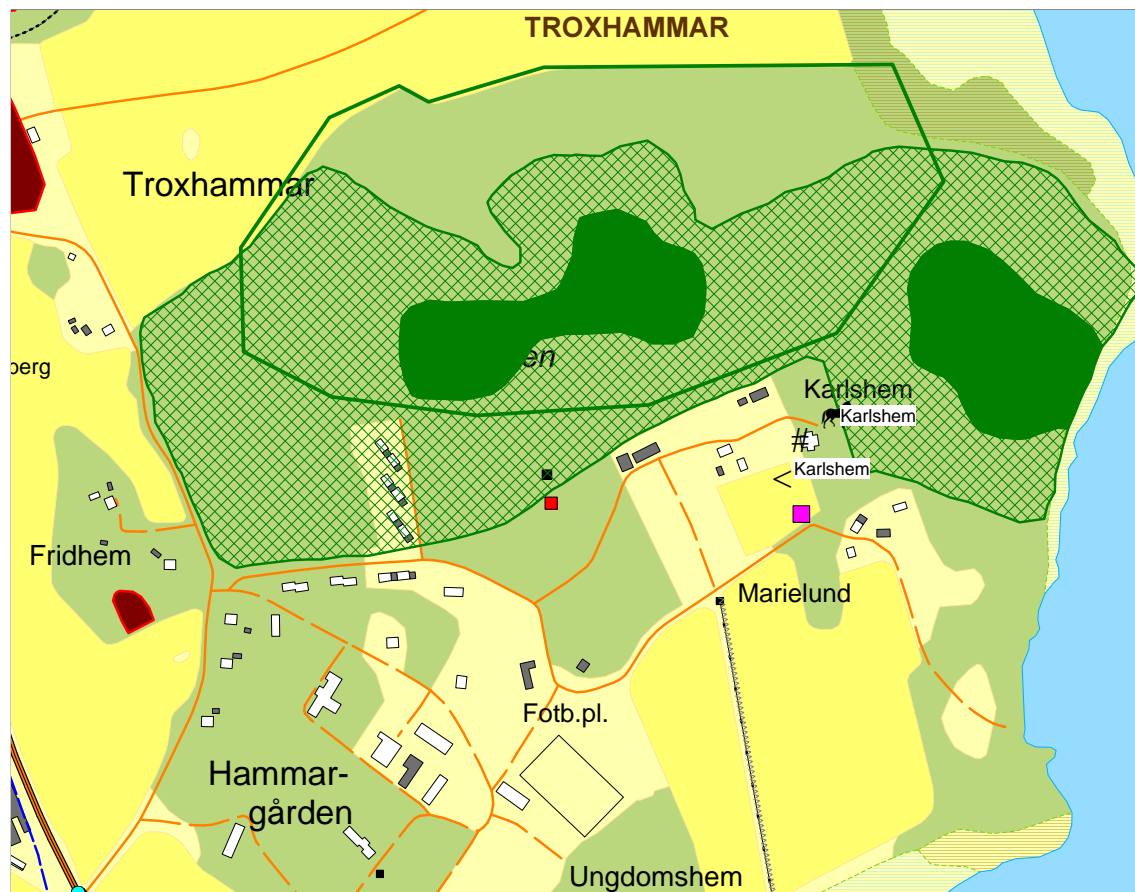 TROXHAMMAR
Troxhammar
berg
en
Karlshem
Karlshem
#
Karlshem
<
Fridhem
Marielund
Fotb.pl.
Hammar-
gården
Ungdomshem